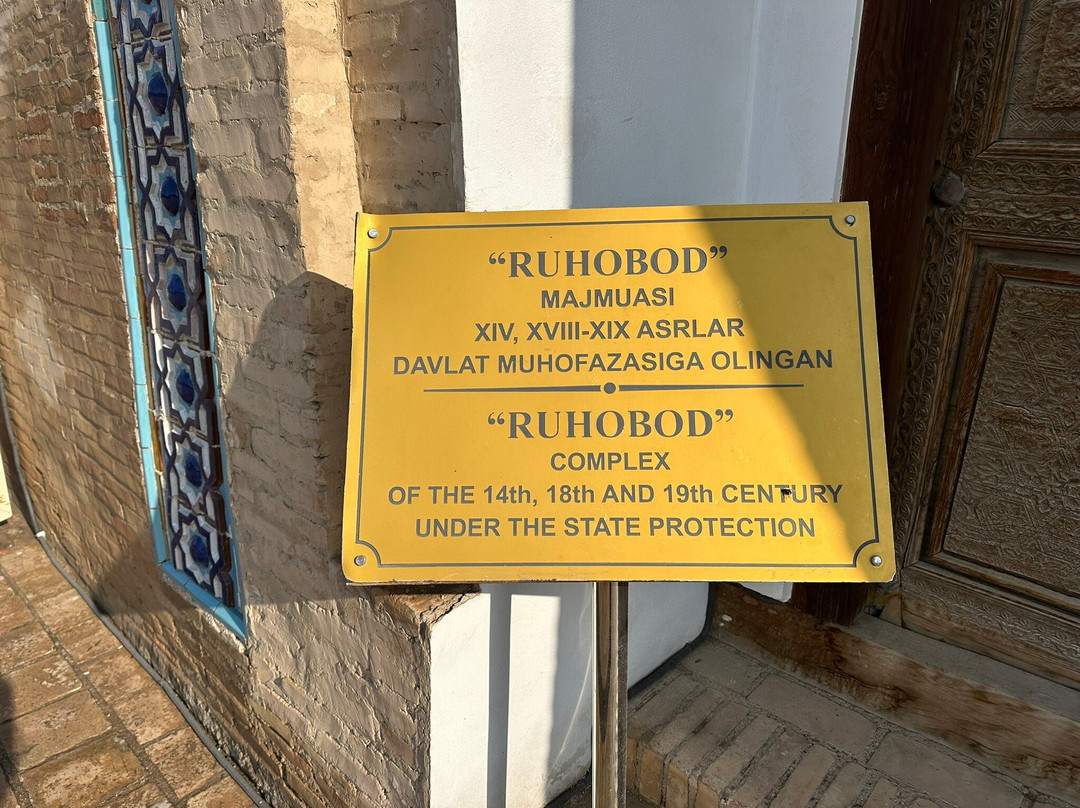 “RUHOBOD”
MAJMUASI
XIV, XVIII-XIX ASRLAR
DAVLAT MUHOFAZASIGA OLINGAN
“RUHOBOD”
COMPLEX
OF THE 14th, 18th AND 19th CENTURY
UNDER THE STATE PROTECTION